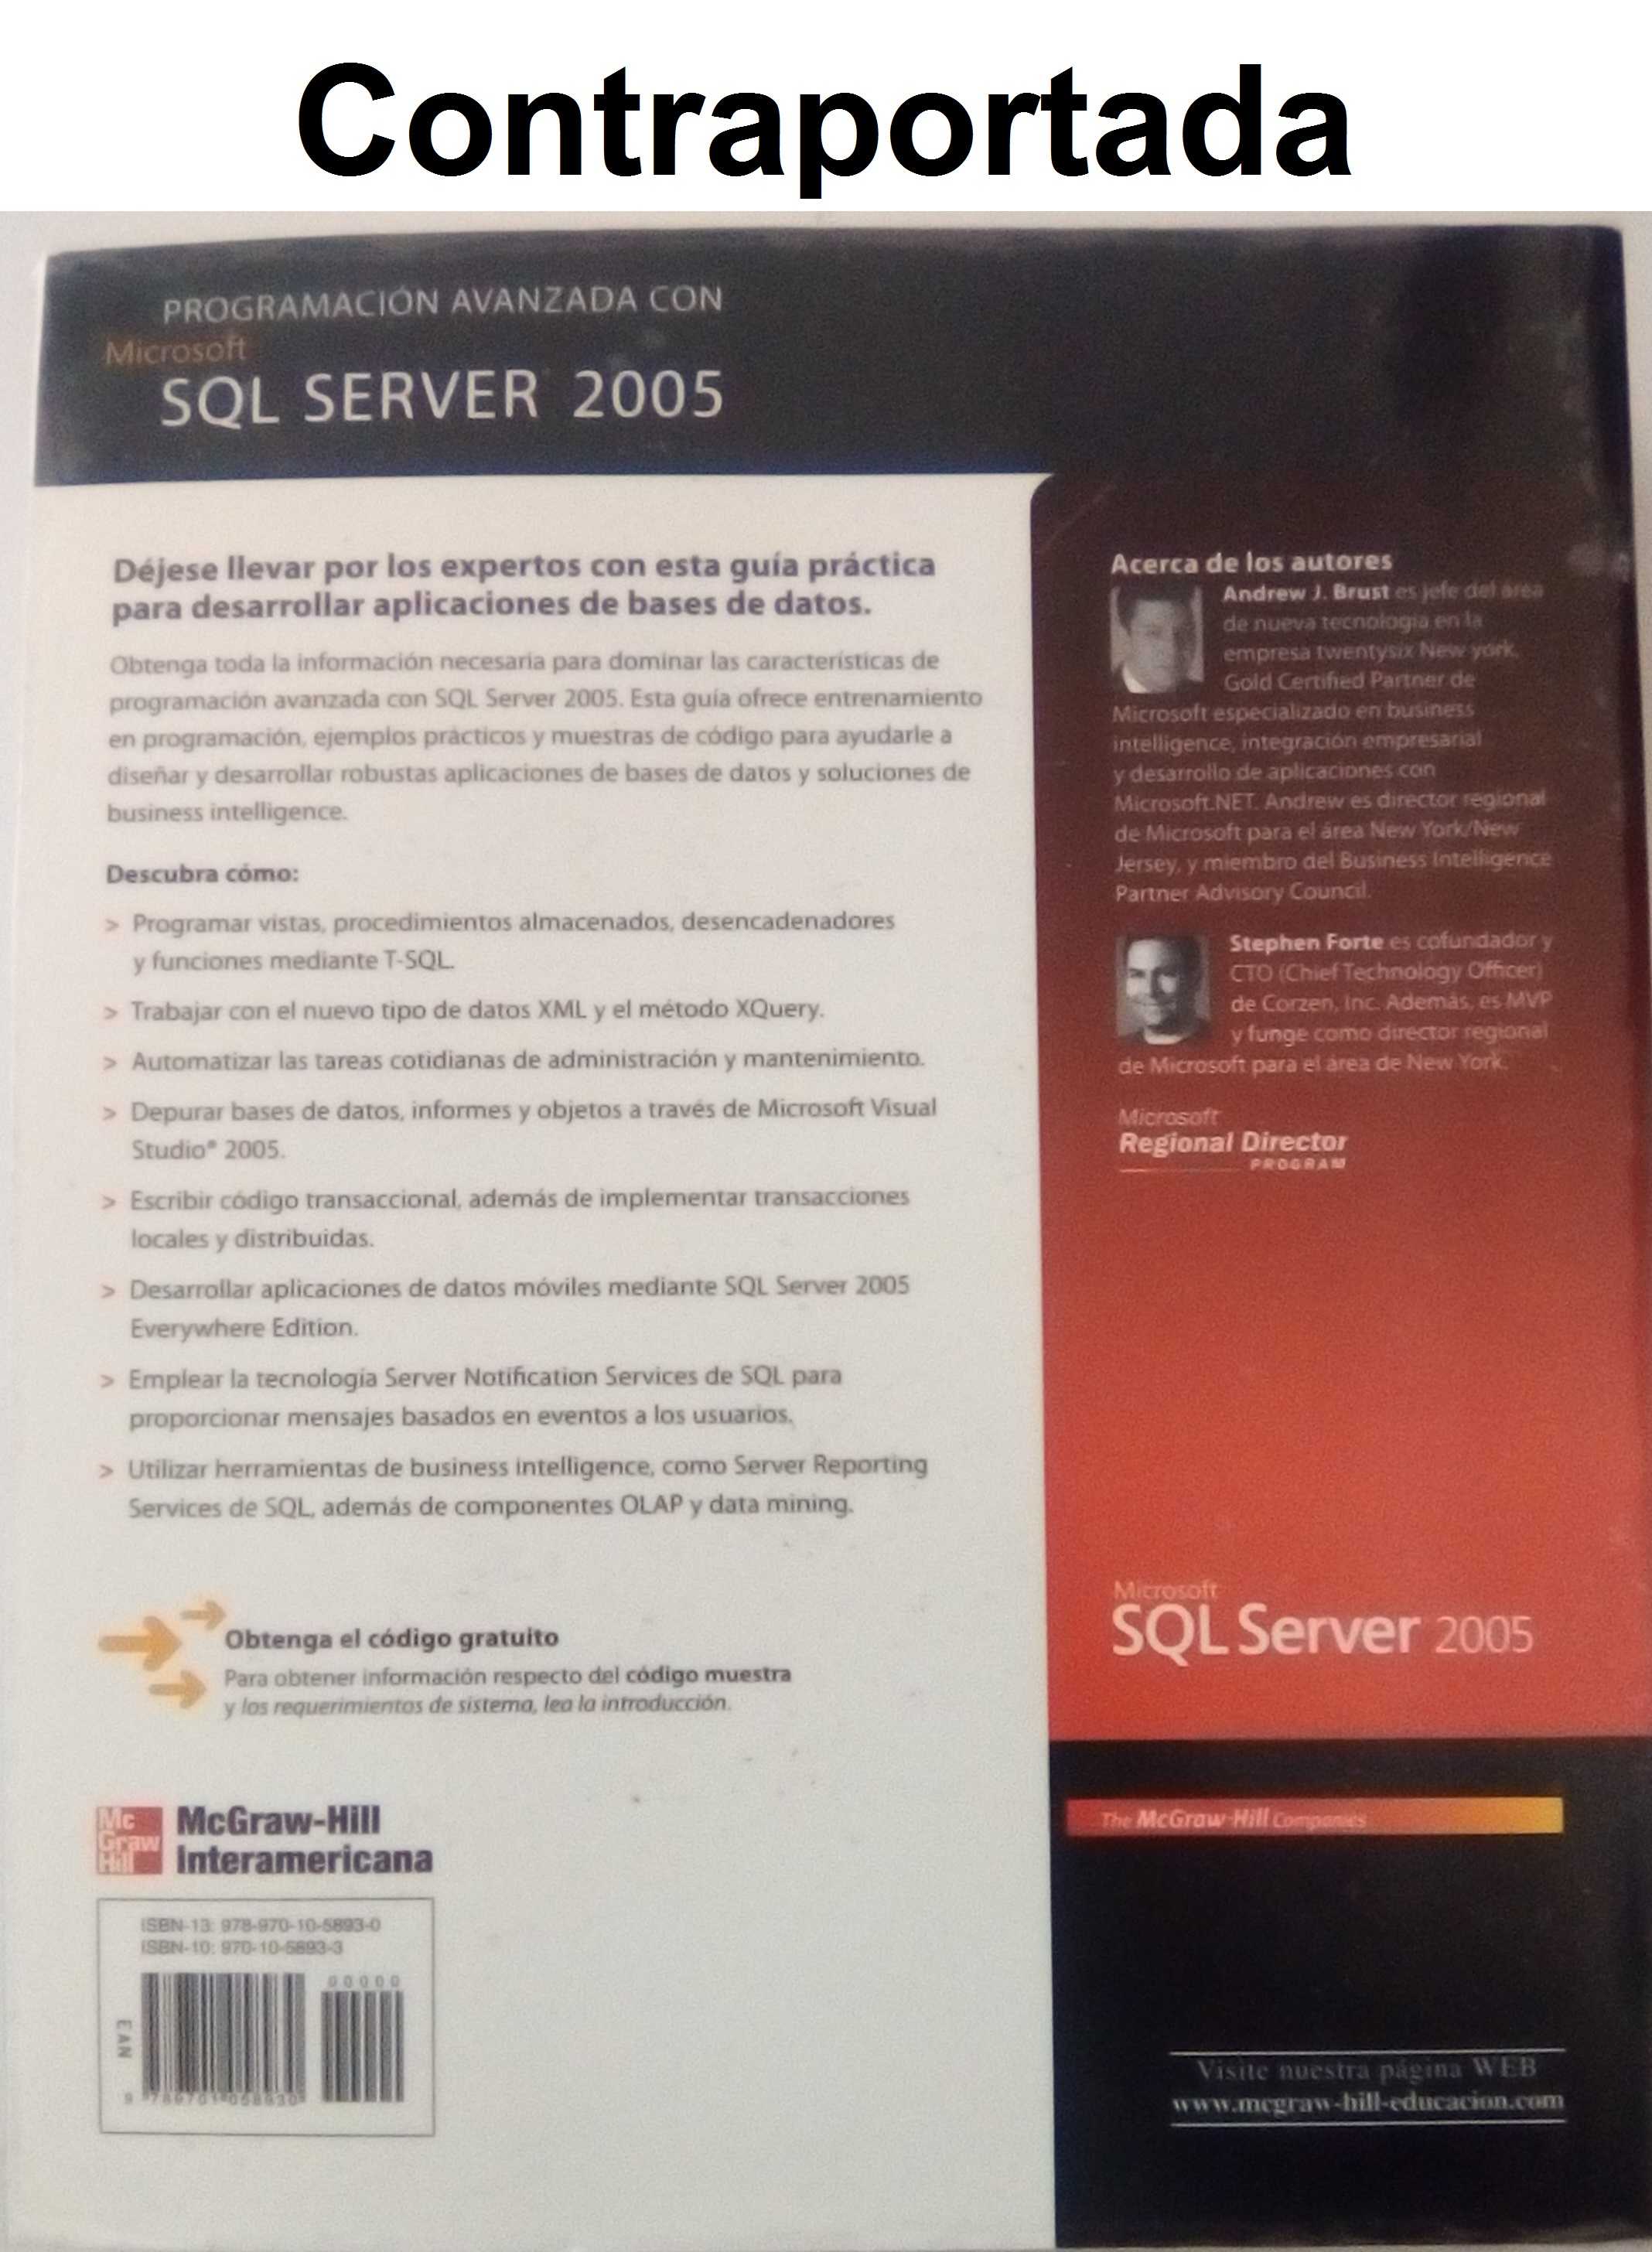 Contraportada
PROGRAMACIÓN AVANZADA CON
Microsoft
SQL SERVER 2005
Déjese llevar por los expertos con esta guía práctica
para desarrollar aplicaciones de bases de datos.
Obtenga toda la información necesaria para dominar las características de
programación avanzada con SQL Server 2005. Esta guía ofrece entrenamiento
en programación, ejemplos prácticos y muestras de código para ayudarle a
diseñar y desarrollar robustas aplicaciones de bases de datos y soluciones de
business intelligence.
Descubra cómo:
> Programar vistas, procedimientos almacenados, desencadenadores
y funciones mediante T-SQL.
> Trabajar con el nuevo tipo de datos XML y el método XQuery.
> Automatizar las tareas cotidianas de administración y mantenimiento.
> Depurar bases de datos, informes y objetos a través de Microsoft Visual
Studio® 2005.
> Escribir código transaccional, además de implementar transacciones
locales y distribuidas.
> Desarrollar aplicaciones de datos móviles mediante SQL Server 2005
Everywhere Edition.
> Emplear la tecnología Server Notification Services de SQL para
proporcionar mensajes basados en eventos a los usuarios.
> Utilizar herramientas de business intelligence, como Server Reporting
Services de SQL, además de componentes OLAP y data mining.
Obtenga el código gratuito
Para obtener información respecto del código muestra
y los requerimientos de sistema, lea la introducción.
Mc
Graw
Hill
McGraw-Hill
Interamericana
ISBN-13: 978-970-10-5893-0
ISBN-10: 970-10-5893-3
00000
EAN
9 789701 058930
Acerca de los autores
Andrew J. Brust es jefe del área
de nueva tecnología en la
empresa twentysix New york,
Gold Certified Partner de
Microsoft especializado en business
intelligence, integración empresarial
y desarrollo de aplicaciones con
Microsoft.NET. Andrew es director regional
de Microsoft para el área New York/New
Jersey, y miembro del Business Intelligence
Partner Advisory Council.
Stephen Forte es cofundador y
CTO (Chief Technology Officer)
de Corzen, Inc. Además, es MVP
y funge como director regional
de Microsoft para el área de New York.
Microsoft
Regional Director
PROGRAM
Microsoft
SQL Server 2005
The McGraw-Hill Companies
Visite nuestra página WEB
www.mcgraw-hill-educacion.com